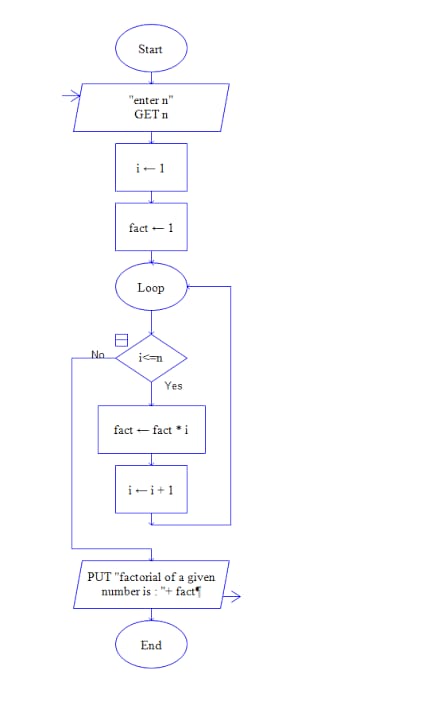 Start
"enter n"
GET n
i ← 1
fact ← 1
Loop
i<=n
No
Yes
fact ← fact * i
i ← i + 1
PUT "factorial of a given
number is : "+ fact¶
End